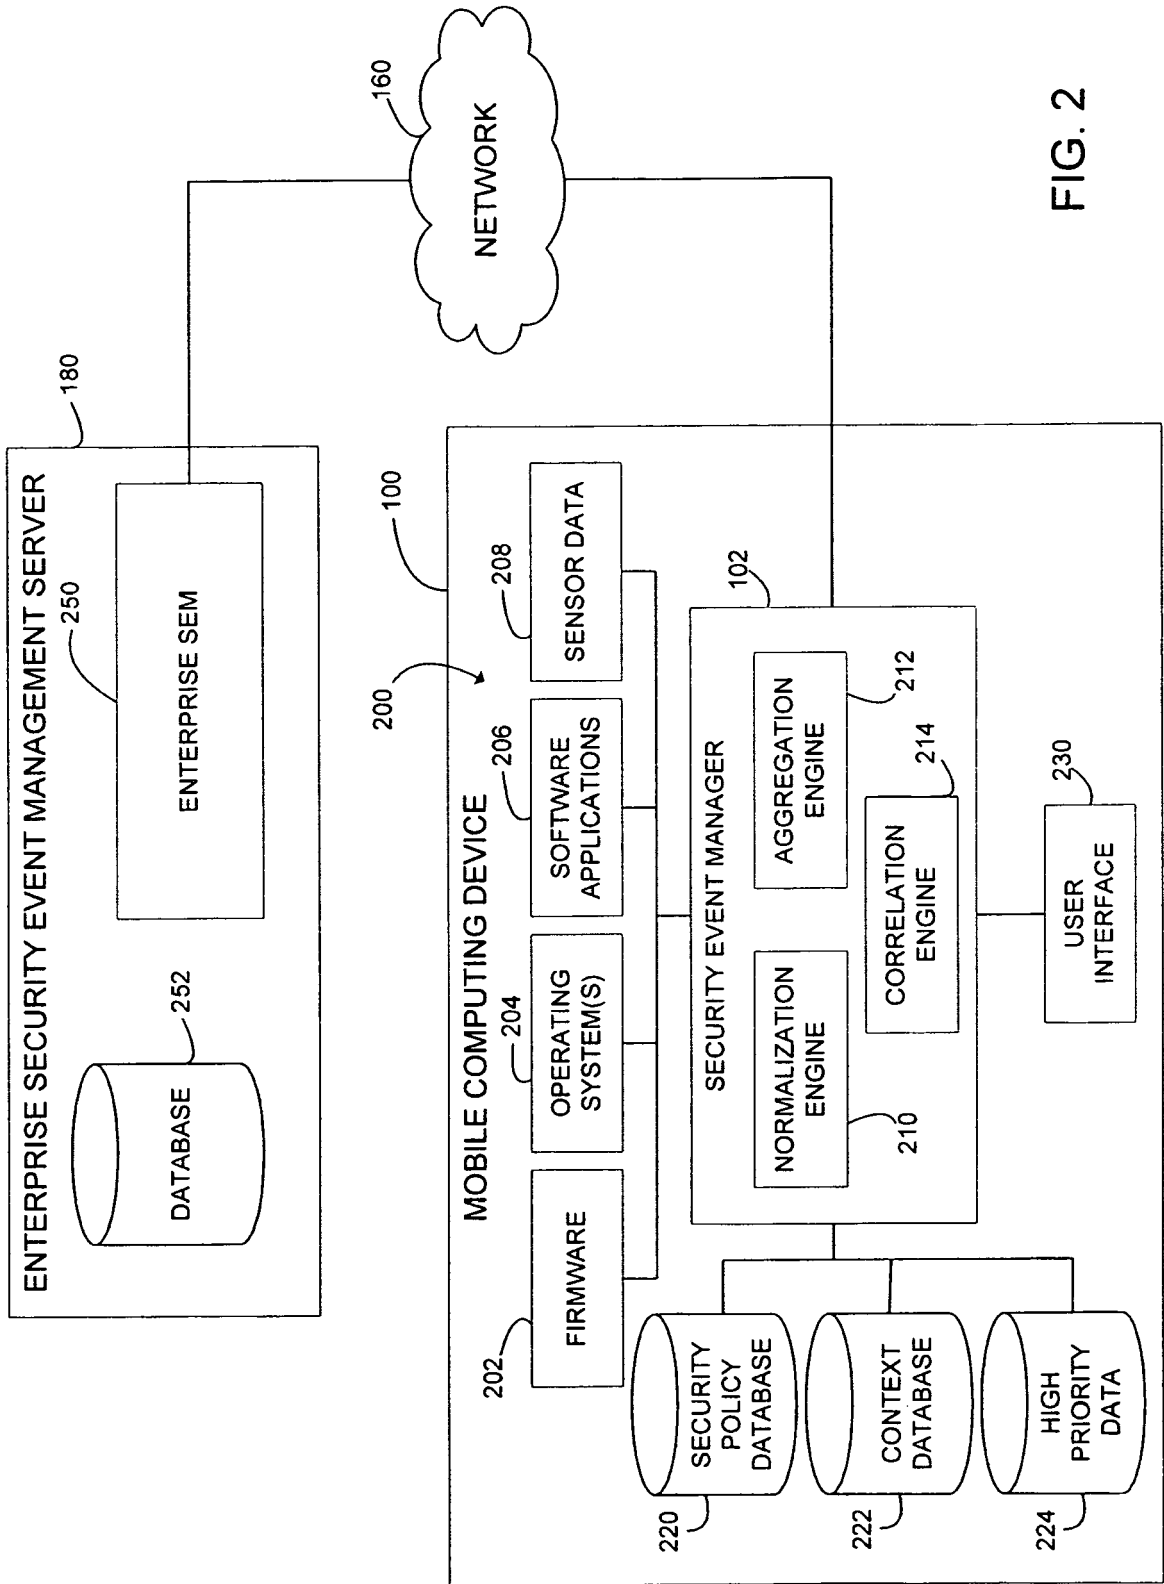 ENTERPRISE SECURITY EVENT MANAGEMENT SERVER
180
DATABASE
252
ENTERPRISE SEM
250
NETWORK
160
MOBILE COMPUTING DEVICE
100
200
FIRMWARE
202
OPERATING
SYSTEM(S)
204
SOFTWARE
APPLICATIONS
206
SENSOR DATA
208
SECURITY EVENT MANAGER
102
NORMALIZATION
ENGINE
210
AGGREGATION
ENGINE
212
CORRELATION
ENGINE
214
SECURITY
POLICY
DATABASE
220
CONTEXT
DATABASE
222
HIGH
PRIORITY
DATA
224
USER
INTERFACE
230
FIG. 2